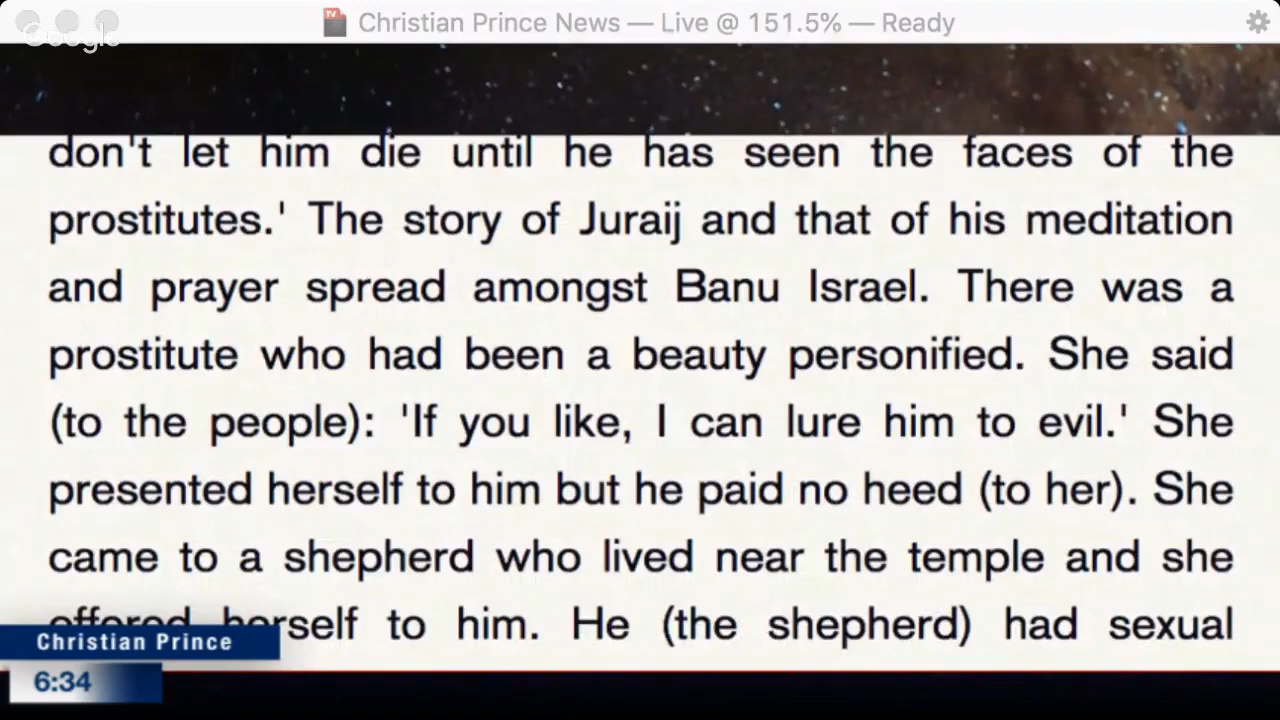 Christian Prince News — Live @ 151.5% — Ready
Google
don't let him die until he has seen the faces of the
prostitutes.' The story of Juraij and that of his meditation
and prayer spread amongst Banu Israel. There was a
prostitute who had been a beauty personified. She said
(to the people): 'If you like, I can lure him to evil.' She
presented herself to him but he paid no heed (to her). She
came to a shepherd who lived near the temple and she
offered herself to him. He (the shepherd) had sexual
Christian Prince
6:34